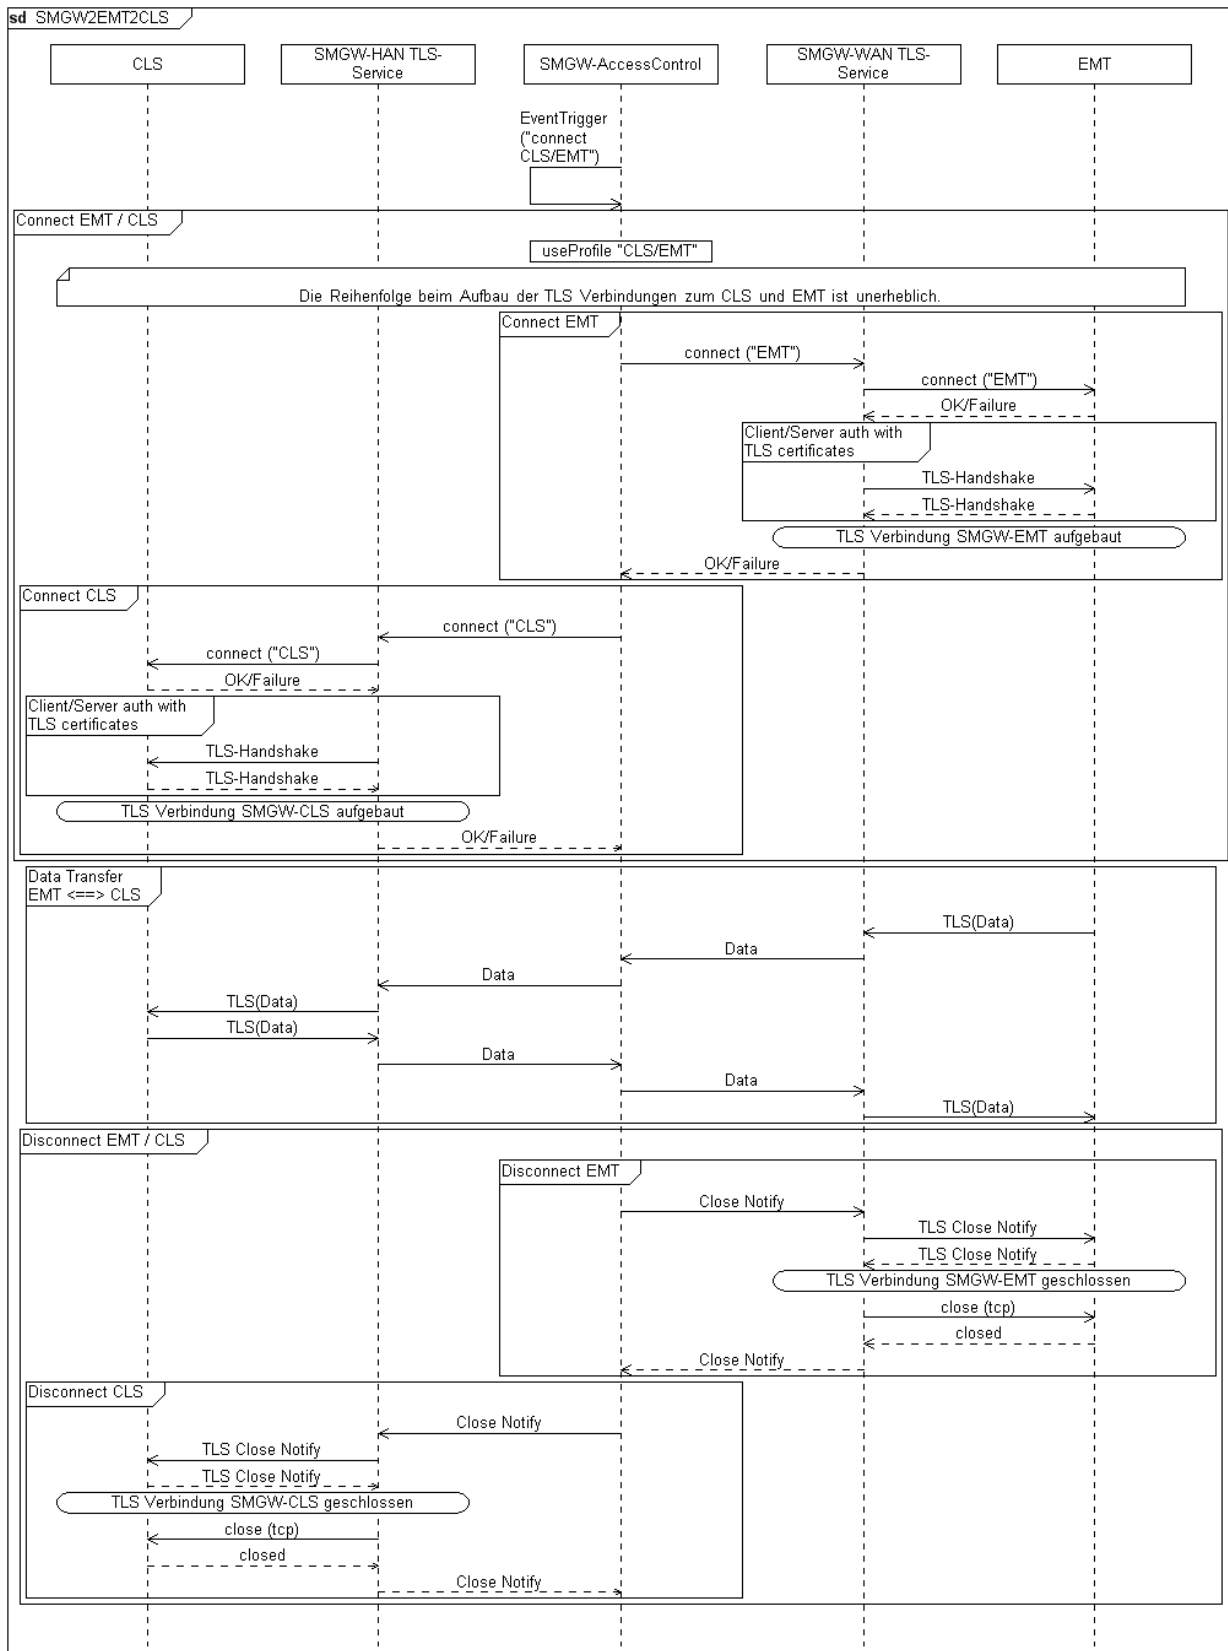 sd SMGW2EMT2CLS
CLS
SMGW-HAN TLS-
Service
SMGW-AccessControl
SMGW-WAN TLS-
Service
EMT
EventTrigger
("connect
CLS/EMT")
Connect EMT / CLS
useProfile "CLS/EMT"
Die Reihenfolge beim Aufbau der TLS Verbindungen zum CLS und EMT ist unerheblich.
Connect EMT
connect ("EMT")
connect ("EMT")
OK/Failure
Client/Server auth with
TLS certificates
TLS-Handshake
TLS-Handshake
TLS Verbindung SMGW-EMT aufgebaut
OK/Failure
Connect CLS
connect ("CLS")
connect ("CLS")
OK/Failure
Client/Server auth with
TLS certificates
TLS-Handshake
TLS-Handshake
TLS Verbindung SMGW-CLS aufgebaut
OK/Failure
Data Transfer
EMT <==> CLS
TLS(Data)
Data
Data
TLS(Data)
TLS(Data)
Data
Data
TLS(Data)
Disconnect EMT / CLS
Disconnect EMT
Close Notify
TLS Close Notify
TLS Close Notify
TLS Verbindung SMGW-EMT geschlossen
close (tcp)
closed
Close Notify
Disconnect CLS
Close Notify
TLS Close Notify
TLS Close Notify
TLS Verbindung SMGW-CLS geschlossen
close (tcp)
closed
Close Notify